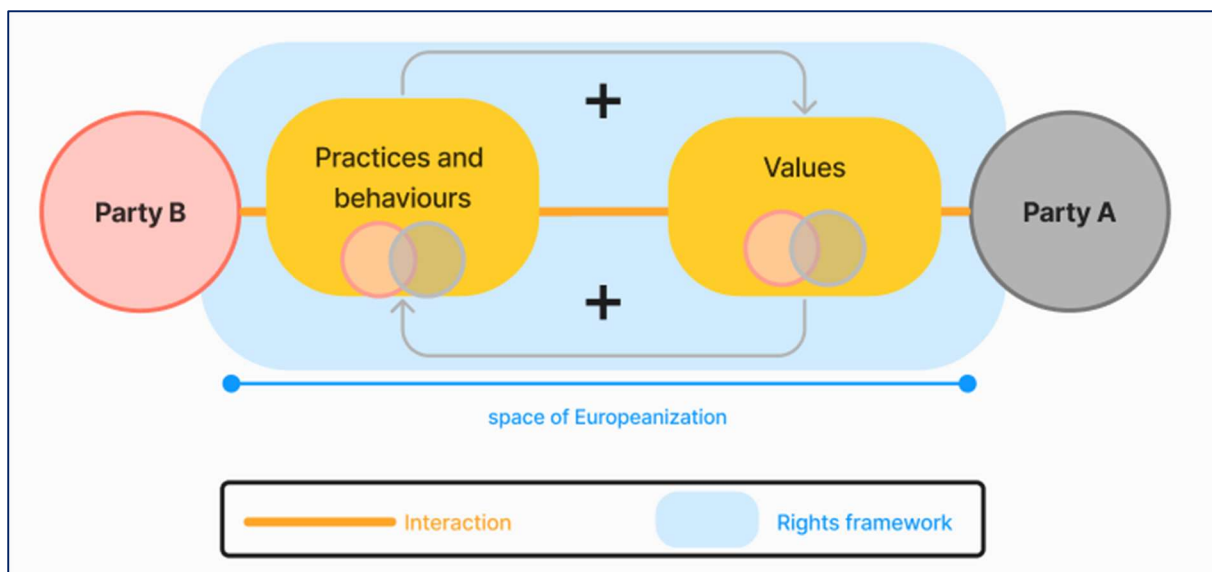 +
Practices and
behaviours
Values
Party B
Party A
+
space of Europeanization
Interaction
Rights framework